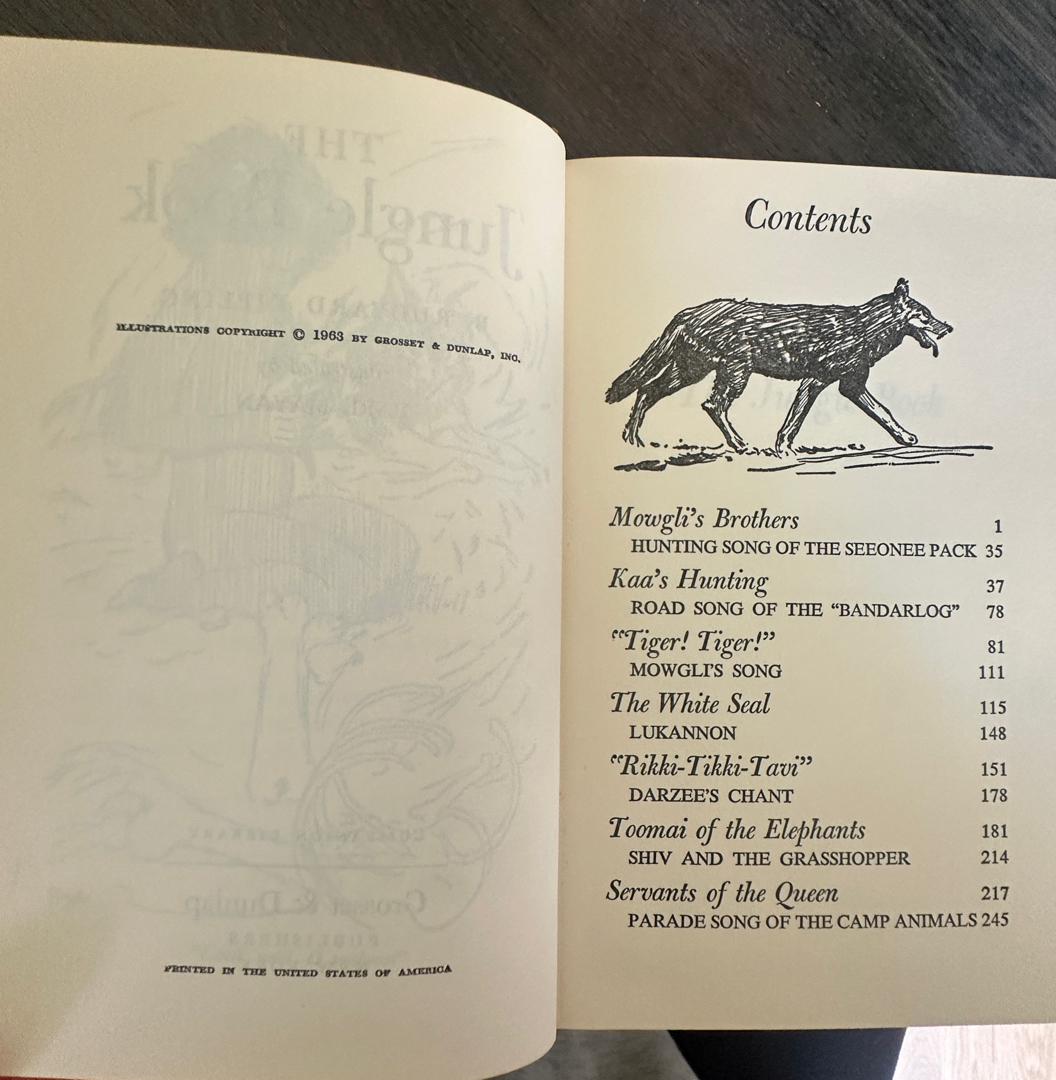 ILLUSTRATIONS COPYRIGHT © 1963 BY GROSSET & DUNLAP, INC.
PRINTED IN THE UNITED STATES OF AMERICA
Contents
Mowgli's Brothers 1
HUNTING SONG OF THE SEEONEE PACK 35
Kaa's Hunting 37
ROAD SONG OF THE “BANDARLOG” 78
“Tiger! Tiger!” 81
MOWGLI'S SONG 111
The White Seal 115
LUKANNON 148
“Rikki-Tikki-Tavi” 151
DARZEE'S CHANT 178
Toomai of the Elephants 181
SHIV AND THE GRASSHOPPER 214
Servants of the Queen 217
PARADE SONG OF THE CAMP ANIMALS 245